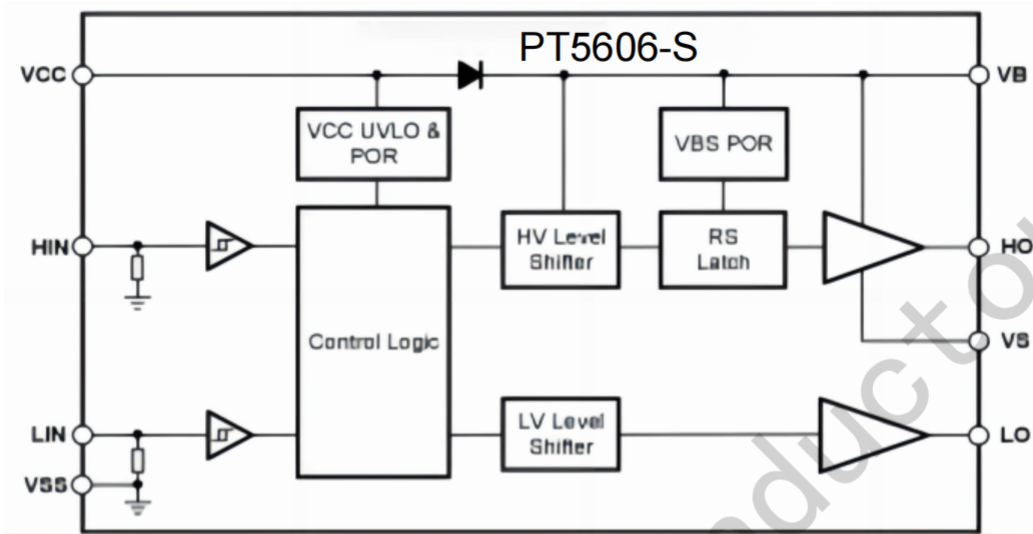 PT5606-S
VCC
VB
VCC UVLO &
POR
VBS POR
HIN
HV Level
Shifter
RS
Latch
HO
Control Logic
VS
LIN
LV Level
Shifter
LO
VSS